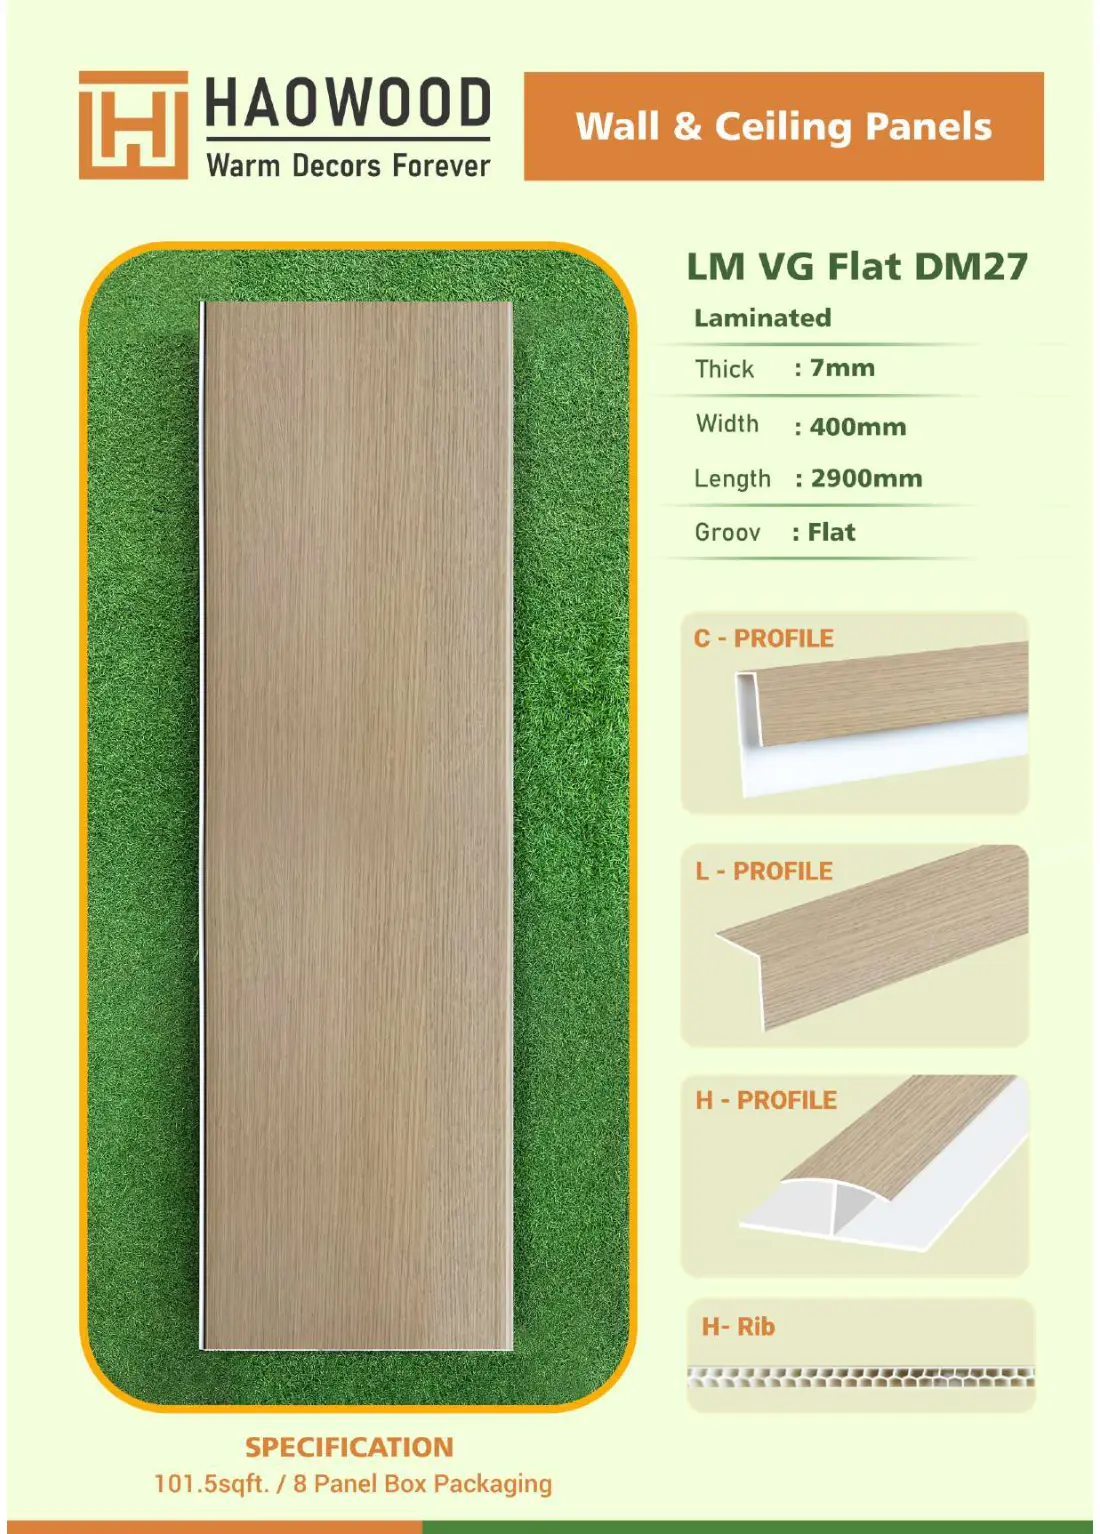 HAOWOOD
Warm Decors Forever
Wall & Ceiling Panels
LM VG Flat DM27
Laminated
Thick : 7mm
Width : 400mm
Length : 2900mm
Groov : Flat
C - PROFILE
L - PROFILE
H - PROFILE
H- Rib
SPECIFICATION
101.5sqft. / 8 Panel Box Packaging